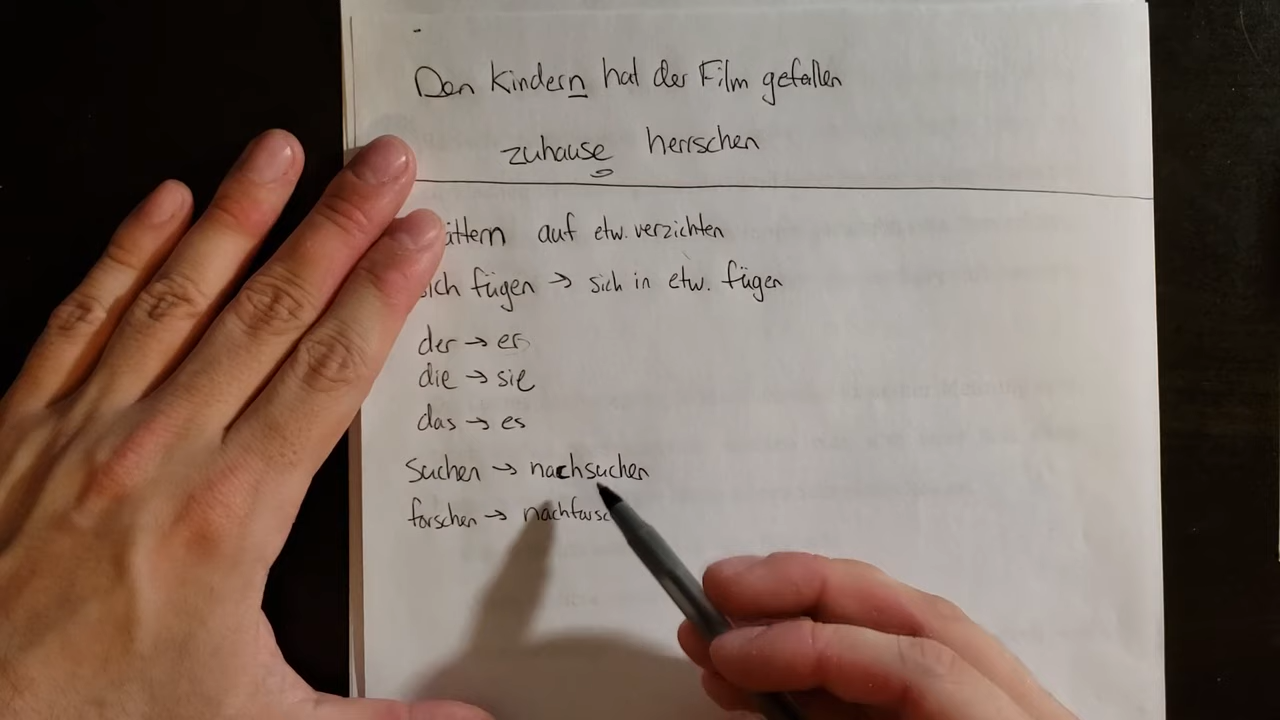 Den Kindern hat der Film gefallen
zuhause herrschen
auf etw. verzichten
sich fügen → sich in etw. fügen
der → er
die → sie
das → es
suchen → nachsuchen
forschen →